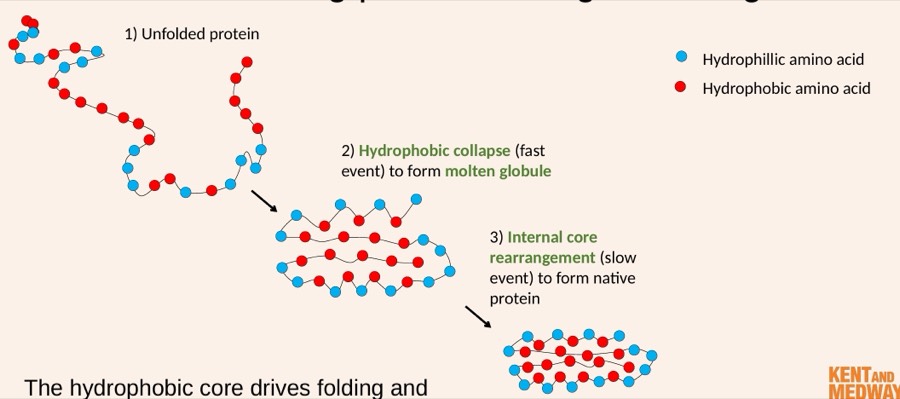 1) Unfolded protein
Hydrophillic amino acid
Hydrophobic amino acid
2) Hydrophobic collapse (fast
event) to form molten globule
3) Internal core
rearrangement (slow
event) to form native
protein
The hydrophobic core drives folding and
KENT AND
MEDWAY